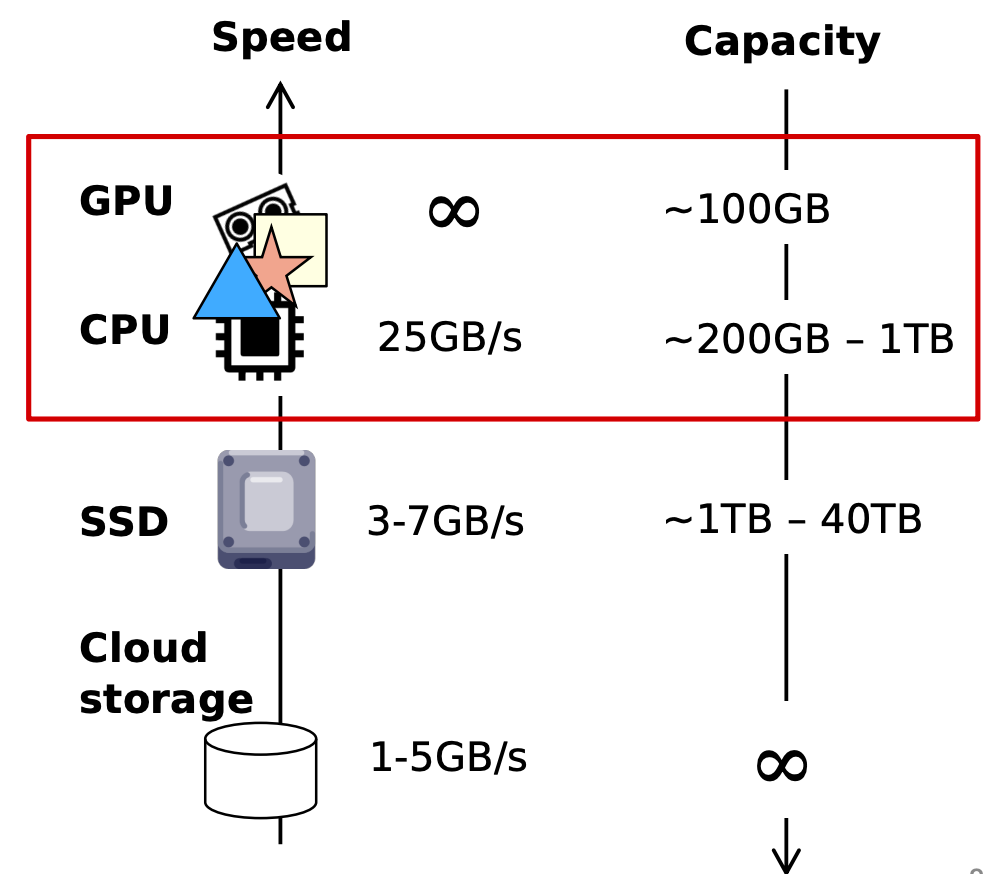 Speed
Capacity
GPU
∞
~100GB
CPU
25GB/s
~200GB – 1TB
SSD
3-7GB/s
~1TB – 40TB
Cloud
storage
1-5GB/s
∞